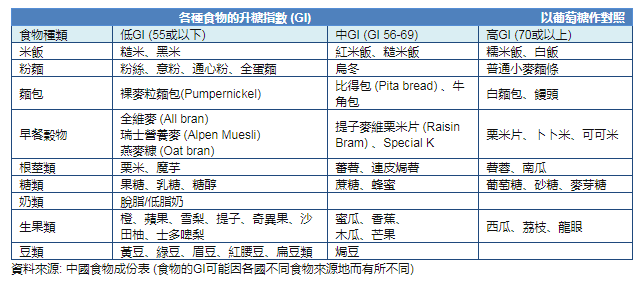 各種食物的升糖指數 (GI) 以葡萄糖作對照
食物種類 低GI (55或以下) 中GI (GI 56-69) 高GI (70或以上)
米飯 糙米、黑米 紅米飯、糙米飯 糯米飯、白飯
粉麵 粉絲、意粉、通心粉、全蛋麵 烏冬 普通小麥麵條
麵包 裸麥粒麵包(Pumpernickel) 比得包 (Pita bread) 、牛
角包 白麵包、饅頭
早餐穀物 全維麥 (All bran)
瑞士營養麥 (Alpen Muesli)
燕麥糠 (Oat bran) 提子麥維栗米片 (Raisin
Bram) 、Special K 栗米片、卜卜米、可可米
根莖類 栗米、魔芋 蕃薯、連皮焗薯 薯蓉、南瓜
糖類 果糖、乳糖、糖醇 蔗糖、蜂蜜 葡萄糖、砂糖、麥芽糖
奶類 脫脂/低脂奶
生果類 橙、蘋果、雪梨、提子、奇異果、沙
田柚、士多啤梨 蜜瓜、香蕉、
木瓜、芒果 西瓜、荔枝、龍眼
豆類 黃豆、綠豆、眉豆、紅腰豆、扁豆類 焗豆
資料來源: 中國食物成份表 (食物的GI可能因各國不同食物來源地而有所不同)